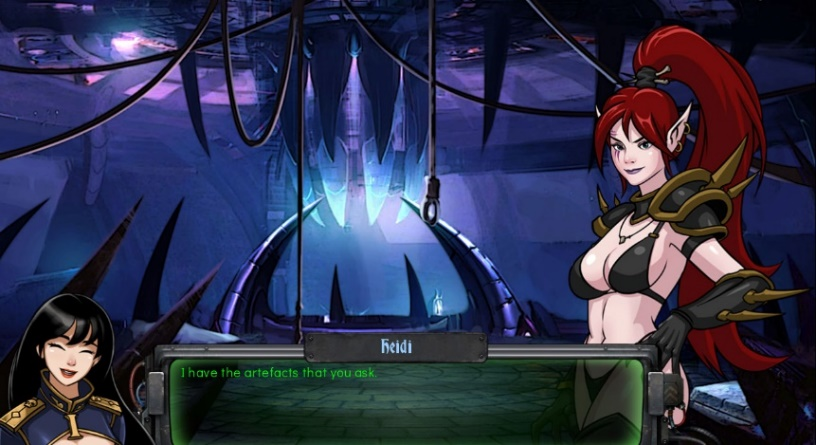 Heidi
I have the artefacts that you ask.